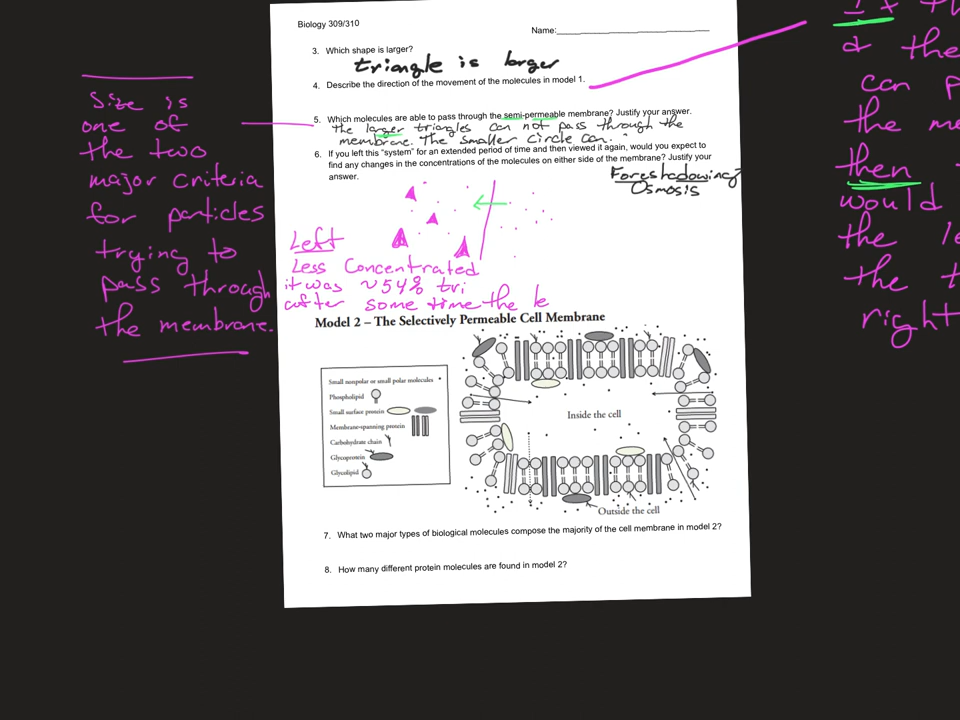 Biology 309/310
Name:
3. Which shape is larger?
triangle is larger
4. Describe the direction of the movement of the molecules in model 1.
5. Which molecules are able to pass through the semi-permeable membrane? Justify your answer.
The larger triangles can not pass through the
membrane. The smaller circle can.
6. If you left this "system" for an extended period of time and then viewed it again, would you expect to
find any changes in the concentrations of the molecules on either side of the membrane? Justify your
answer.
Foreshadowing
Osmosis
Size is
one of
the two
major criteria
for particles
trying to
pass through
the membrane.
Left
Less Concentrated
it was ~54% tri
after some time the le
Model 2 – The Selectively Permeable Cell Membrane
Small nonpolar or small polar molecules
Phospholipid
Small surface protein
Membrane-spanning protein
Carbohydrate chain
Glycoprotein
Glycolipid
Inside the cell
Outside the cell
7. What two major types of biological molecules compose the majority of the cell membrane in model 2?
8. How many different protein molecules are found in model 2?
& the
can p
the me
then
would
the le
the t
right